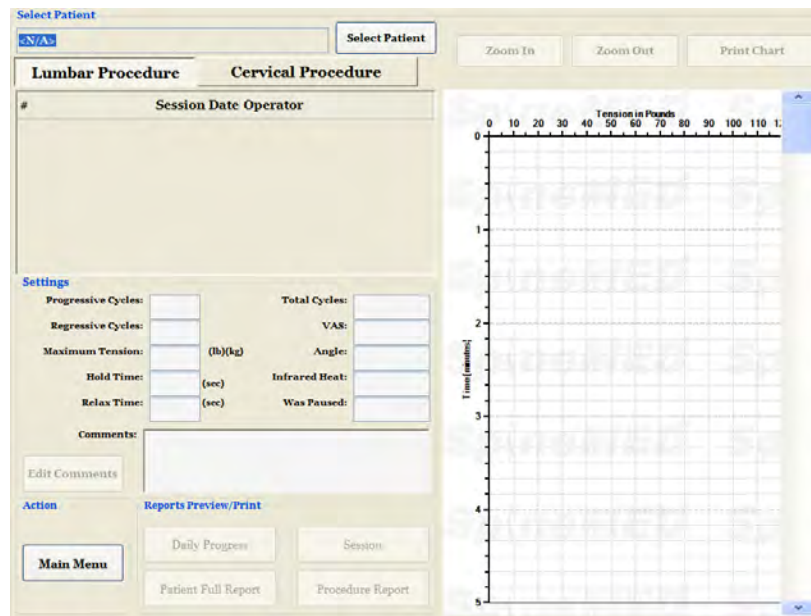 Select Patient
<N/A>
Select Patient
Zoom In
Zoom Out
Print Chart
Lumbar Procedure
Cervical Procedure
# Session Date Operator
Settings
Progressive Cycles:
Total Cycles:
Regressive Cycles:
VAS:
Maximum Tension: (lb)(kg)
Angle:
Hold Time: (sec)
Infrared Heat:
Relax Time: (sec)
Was Paused:
Comments:
Edit Comments
Action
Reports Preview/Print
Main Menu
Daily Progress
Session
Patient Full Report
Procedure Report
Tension in Pounds
0 10 20 30 40 50 60 70 80 90 100 110
Time [minutes]
0
1
2
3
4
5
SpineMED